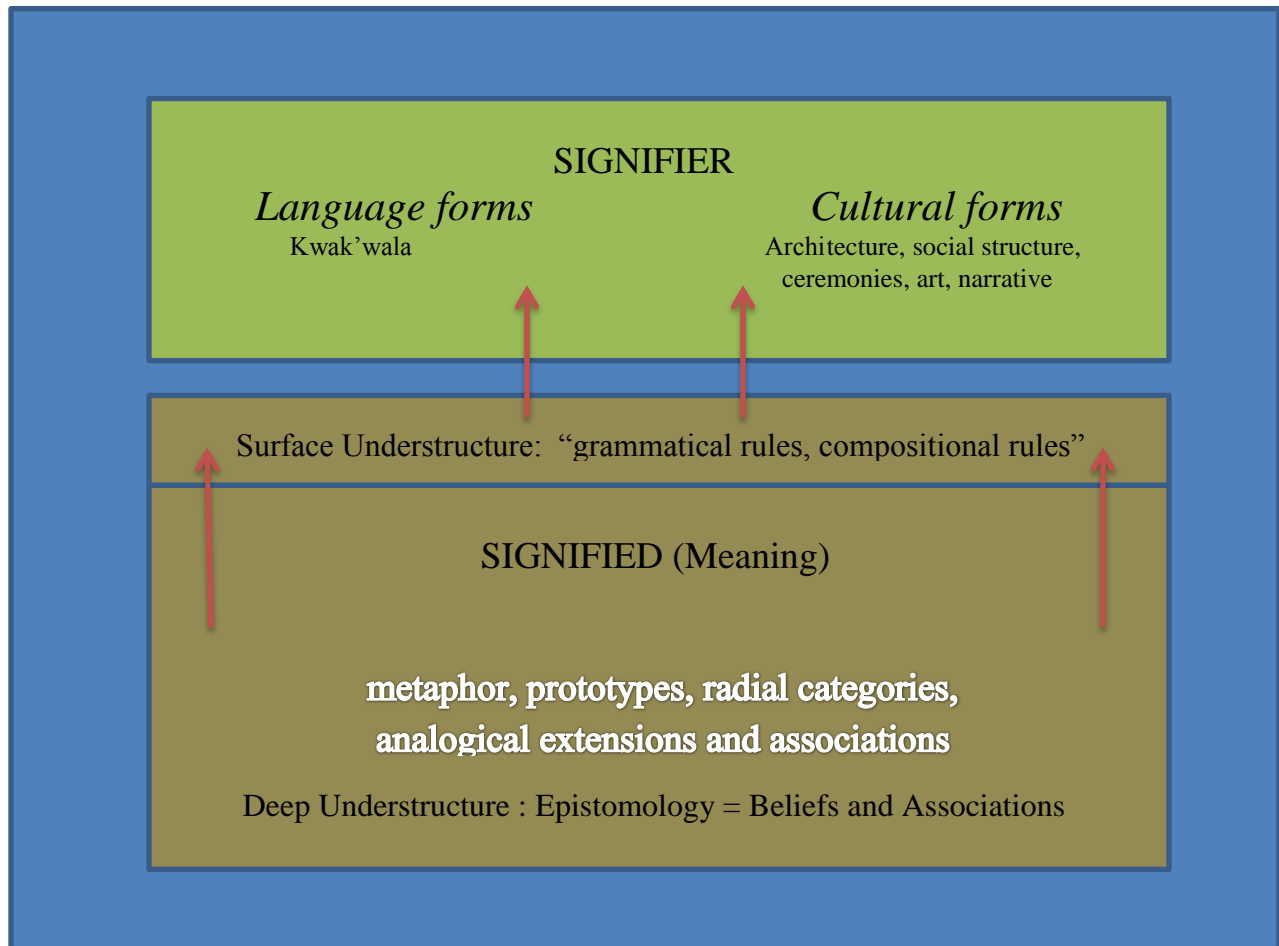 SIGNIFIER
Language forms
Kwak’wala
Cultural forms
Architecture, social structure,
ceremonies, art, narrative
Surface Understructure:  “grammatical rules, compositional rules”
SIGNIFIED (Meaning)
metaphor, prototypes, radial categories,
analogical extensions and associations
Deep Understructure : Epistomology = Beliefs and Associations